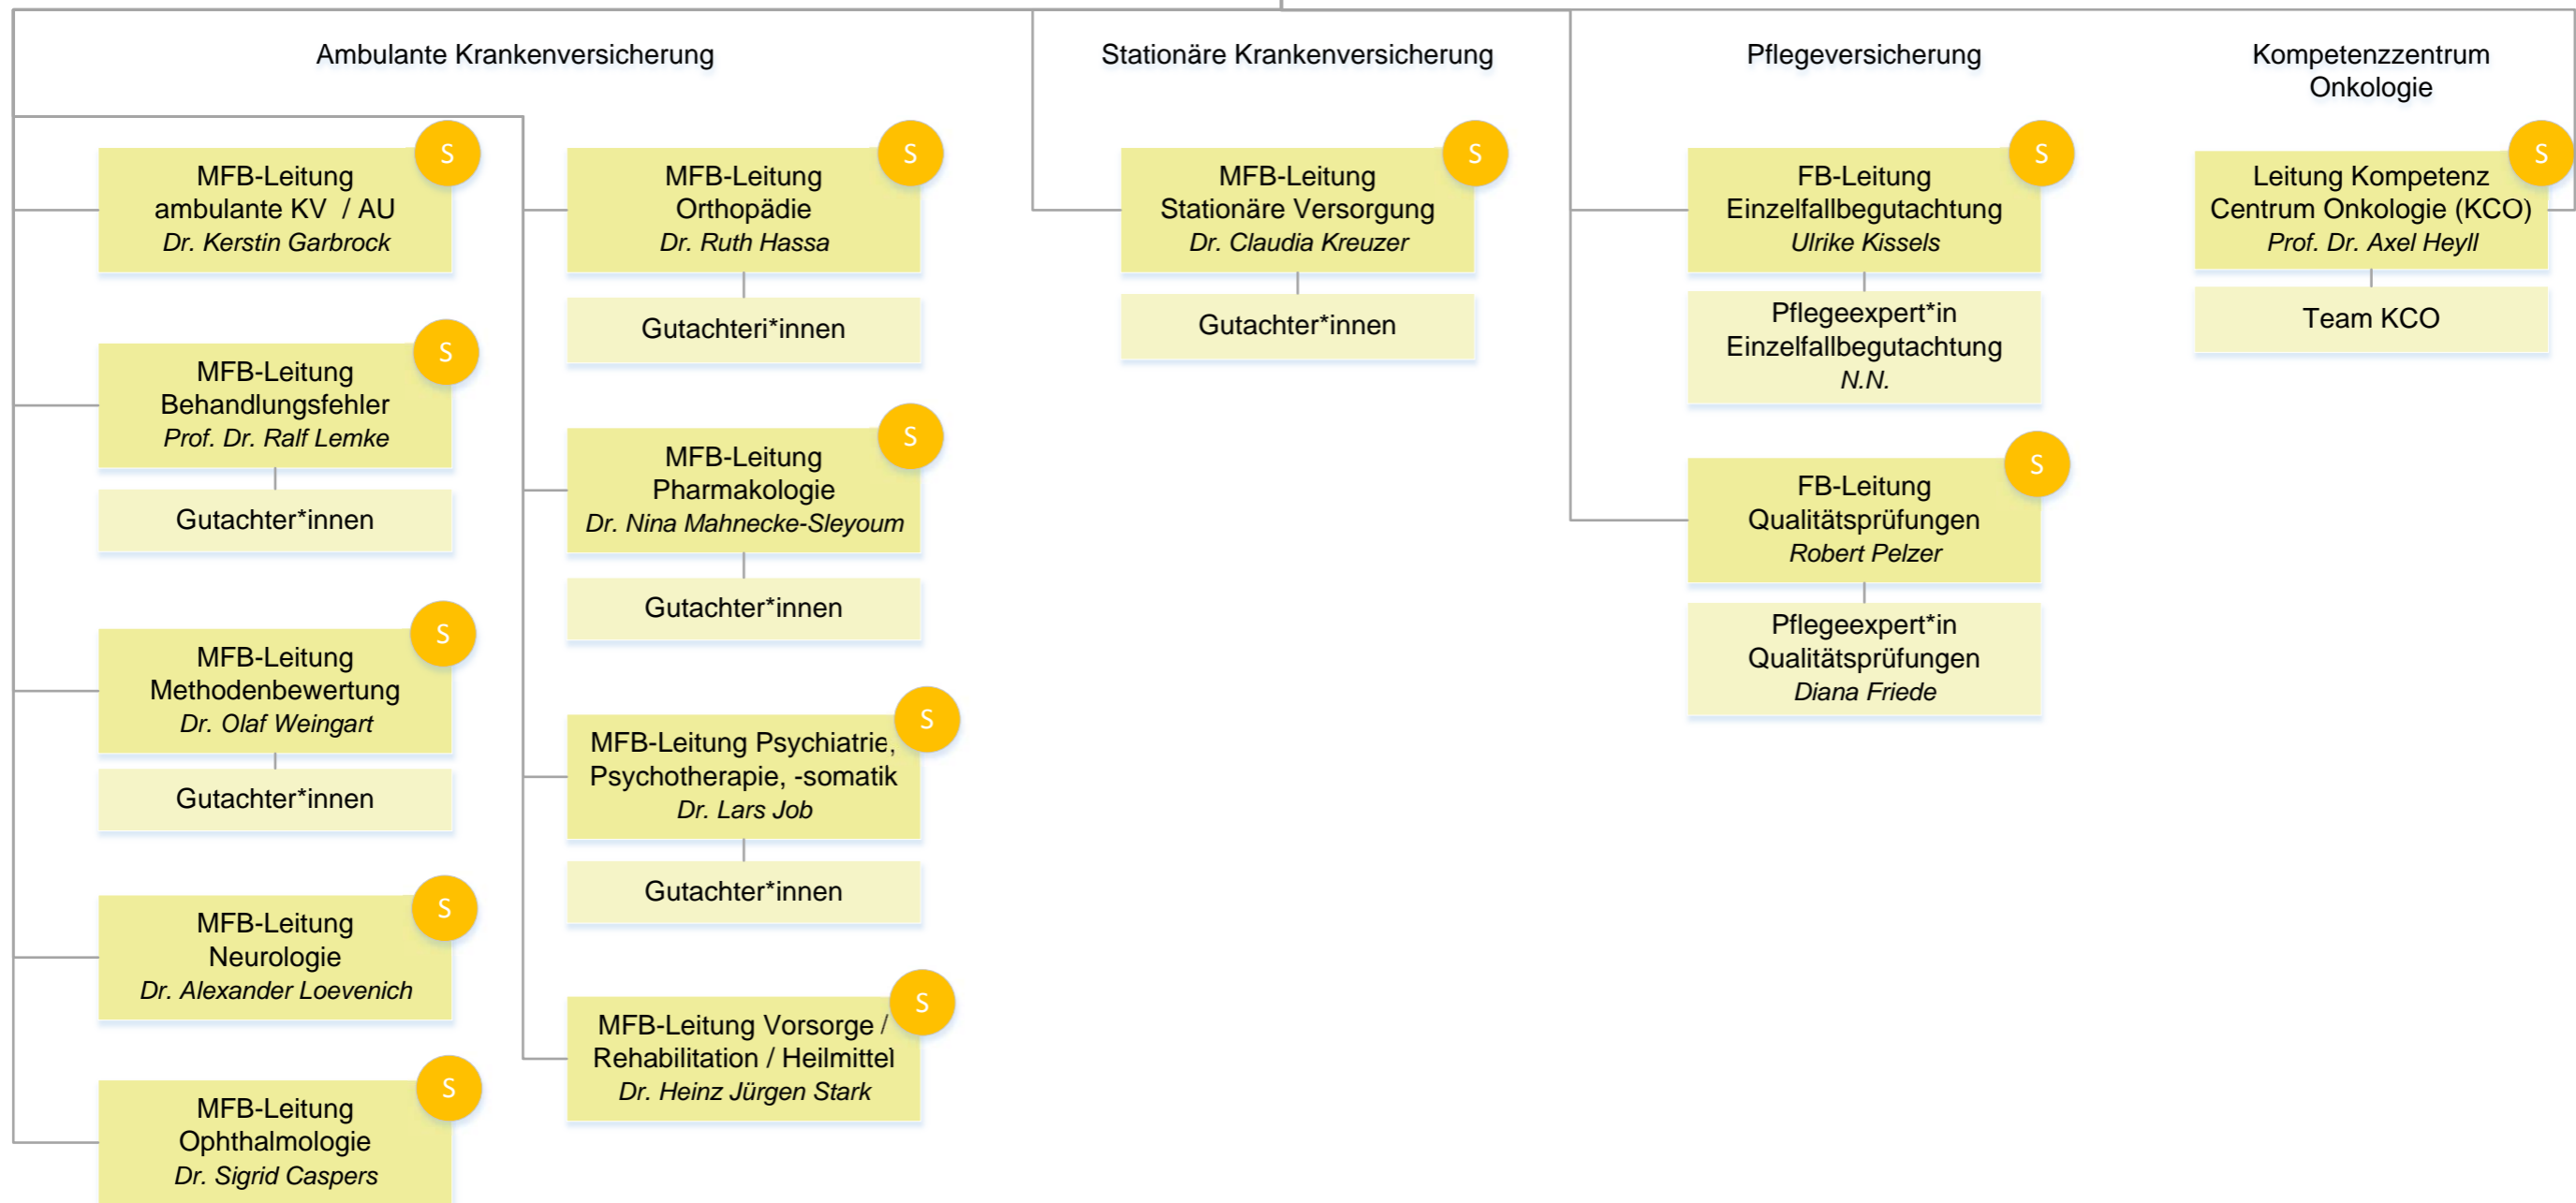 Ambulante Krankenversicherung
S
MFB-Leitung
ambulante KV / AU
Dr. Kerstin Garbrock
S
MFB-Leitung
Behandlungsfehler
Prof. Dr. Ralf Lemke
Gutachter*innen
S
MFB-Leitung
Methodenbewertung
Dr. Olaf Weingart
Gutachter*innen
S
MFB-Leitung
Neurologie
Dr. Alexander Loevenich
S
MFB-Leitung
Ophthalmologie
Dr. Sigrid Caspers
S
MFB-Leitung
Orthopädie
Dr. Ruth Hassa
Gutachteri*innen
S
MFB-Leitung
Pharmakologie
Dr. Nina Mahnecke-Sleyoum
Gutachter*innen
S
MFB-Leitung Psychiatrie,
Psychotherapie, -somatik
Dr. Lars Job
Gutachter*innen
S
MFB-Leitung Vorsorge /
Rehabilitation / Heilmittel
Dr. Heinz Jürgen Stark
Stationäre Krankenversicherung
S
MFB-Leitung
Stationäre Versorgung
Dr. Claudia Kreuzer
Gutachter*innen
Pflegeversicherung
S
FB-Leitung
Einzelfallbegutachtung
Ulrike Kissels
Pflegeexpert*in
Einzelfallbegutachtung
N.N.
S
FB-Leitung
Qualitätsprüfungen
Robert Pelzer
Pflegeexpert*in
Qualitätsprüfungen
Diana Friede
Kompetenzzentrum
Onkologie
S
Leitung Kompetenz
Centrum Onkologie (KCO)
Prof. Dr. Axel Heyll
Team KCO